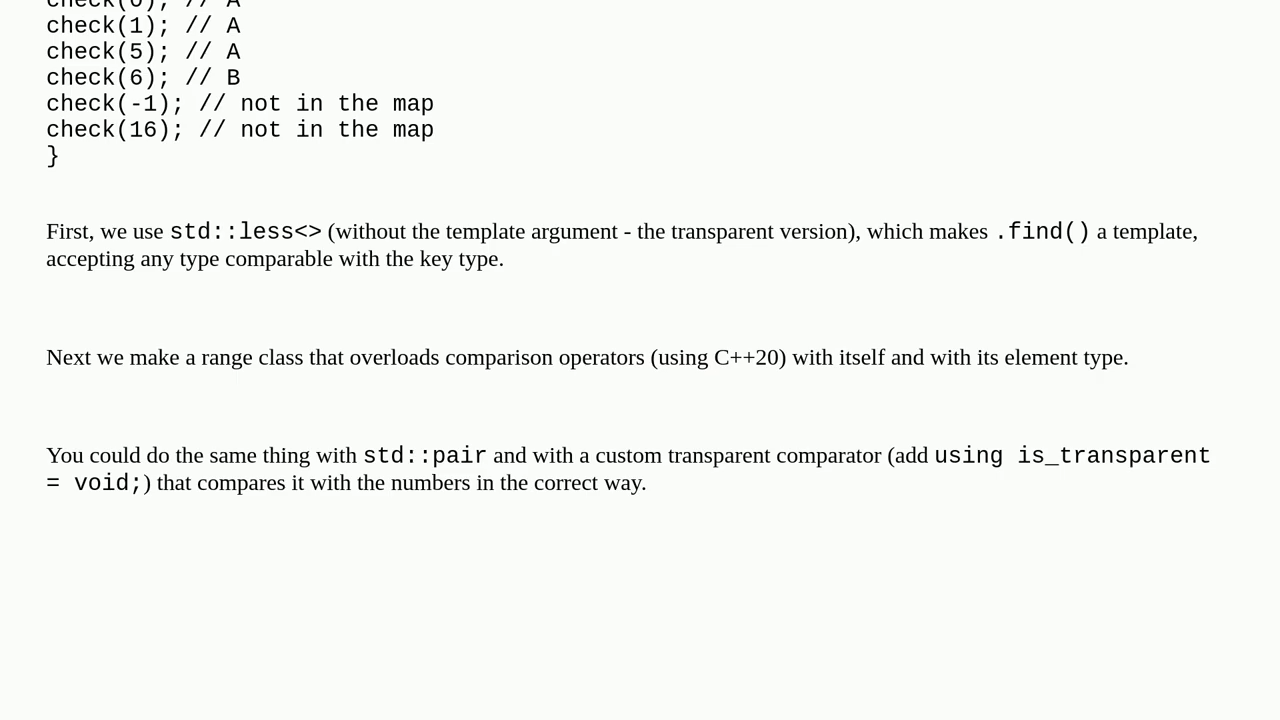 check(0); // A
check(1); // A
check(5); // A
check(6); // B
check(-1); // not in the map
check(16); // not in the map
}
First, we use std::less<> (without the template argument - the transparent version), which makes .find() a template,
accepting any type comparable with the key type.
Next we make a range class that overloads comparison operators (using C++20) with itself and with its element type.
You could do the same thing with std::pair and with a custom transparent comparator (add using is_transparent
= void;) that compares it with the numbers in the correct way.